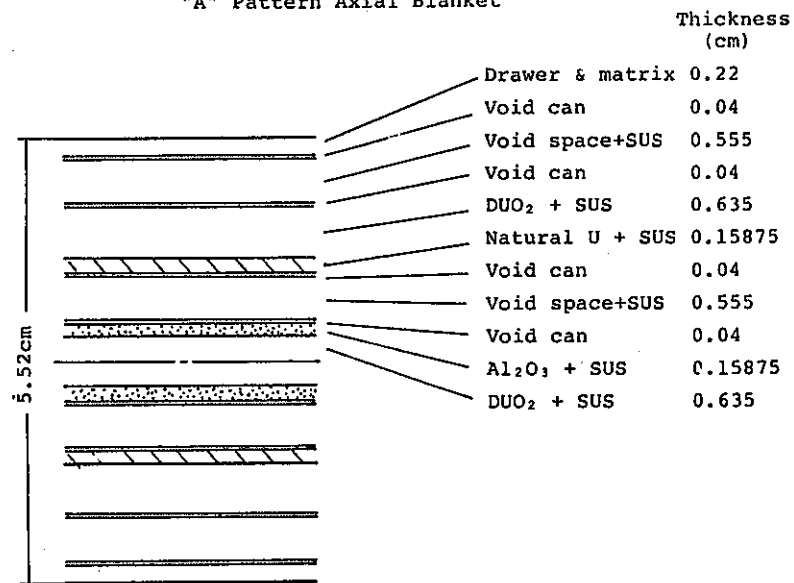 "A" Pattern Axial Blanket
Thickness
(cm)
Drawer & matrix 0.22
Void can 0.04
Void space+SUS 0.555
Void can 0.04
DUO₂ + SUS 0.635
Natural U + SUS 0.15875
Void can 0.04
Void space+SUS 0.555
Void can 0.04
Al₂O₃ + SUS 0.15875
DUO₂ + SUS 0.635
5.52cm